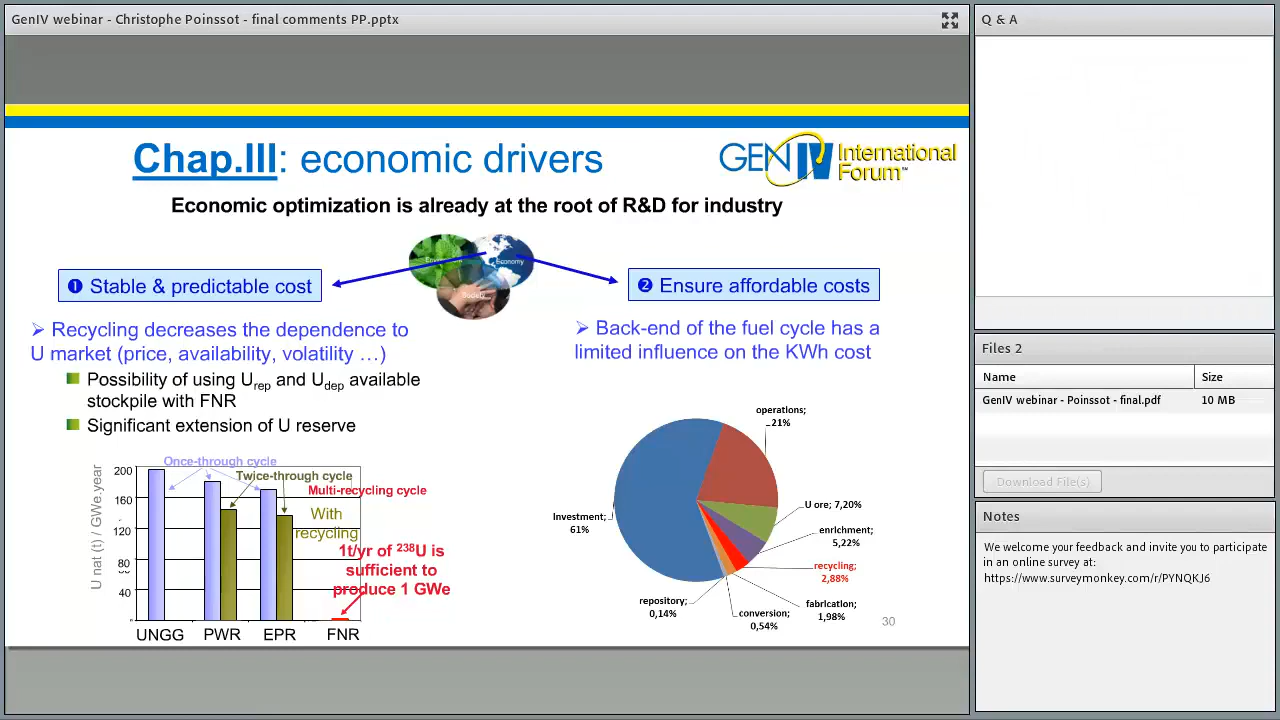 GenIV webinar - Christophe Poinssot - final comments PP.pptx
Chap.III: economic drivers
GEN IV International
Forum™
Economic optimization is already at the root of R&D for industry
Economy
❶ Stable & predictable cost
❷ Ensure affordable costs
➢ Recycling decreases the dependence to
U market (price, availability, volatility …)
Possibility of using Urep and Udep available
stockpile with FNR
Significant extension of U reserve
➢ Back-end of the fuel cycle has a
limited influence on the KWh cost
U nat (t) / GWe.year
200
160
120
80
40
Once-through cycle
Twice-through cycle
Multi-recycling cycle
With
recycling
1t/yr of 238U is
sufficient to
produce 1 GWe
UNGG PWR EPR FNR
operations;
21%
U ore; 7,20%
enrichment;
5,22%
recycling;
2,88%
fabrication;
1,98%
conversion;
0,54%
repository;
0,14%
Investment;
61%
30
Q & A
Files 2
Name Size
GenIV webinar - Poinssot - final.pdf 10 MB
Download File(s)
Notes
We welcome your feedback and invite you to participate
in an online survey at:
https://www.surveymonkey.com/r/PYNQKJ6